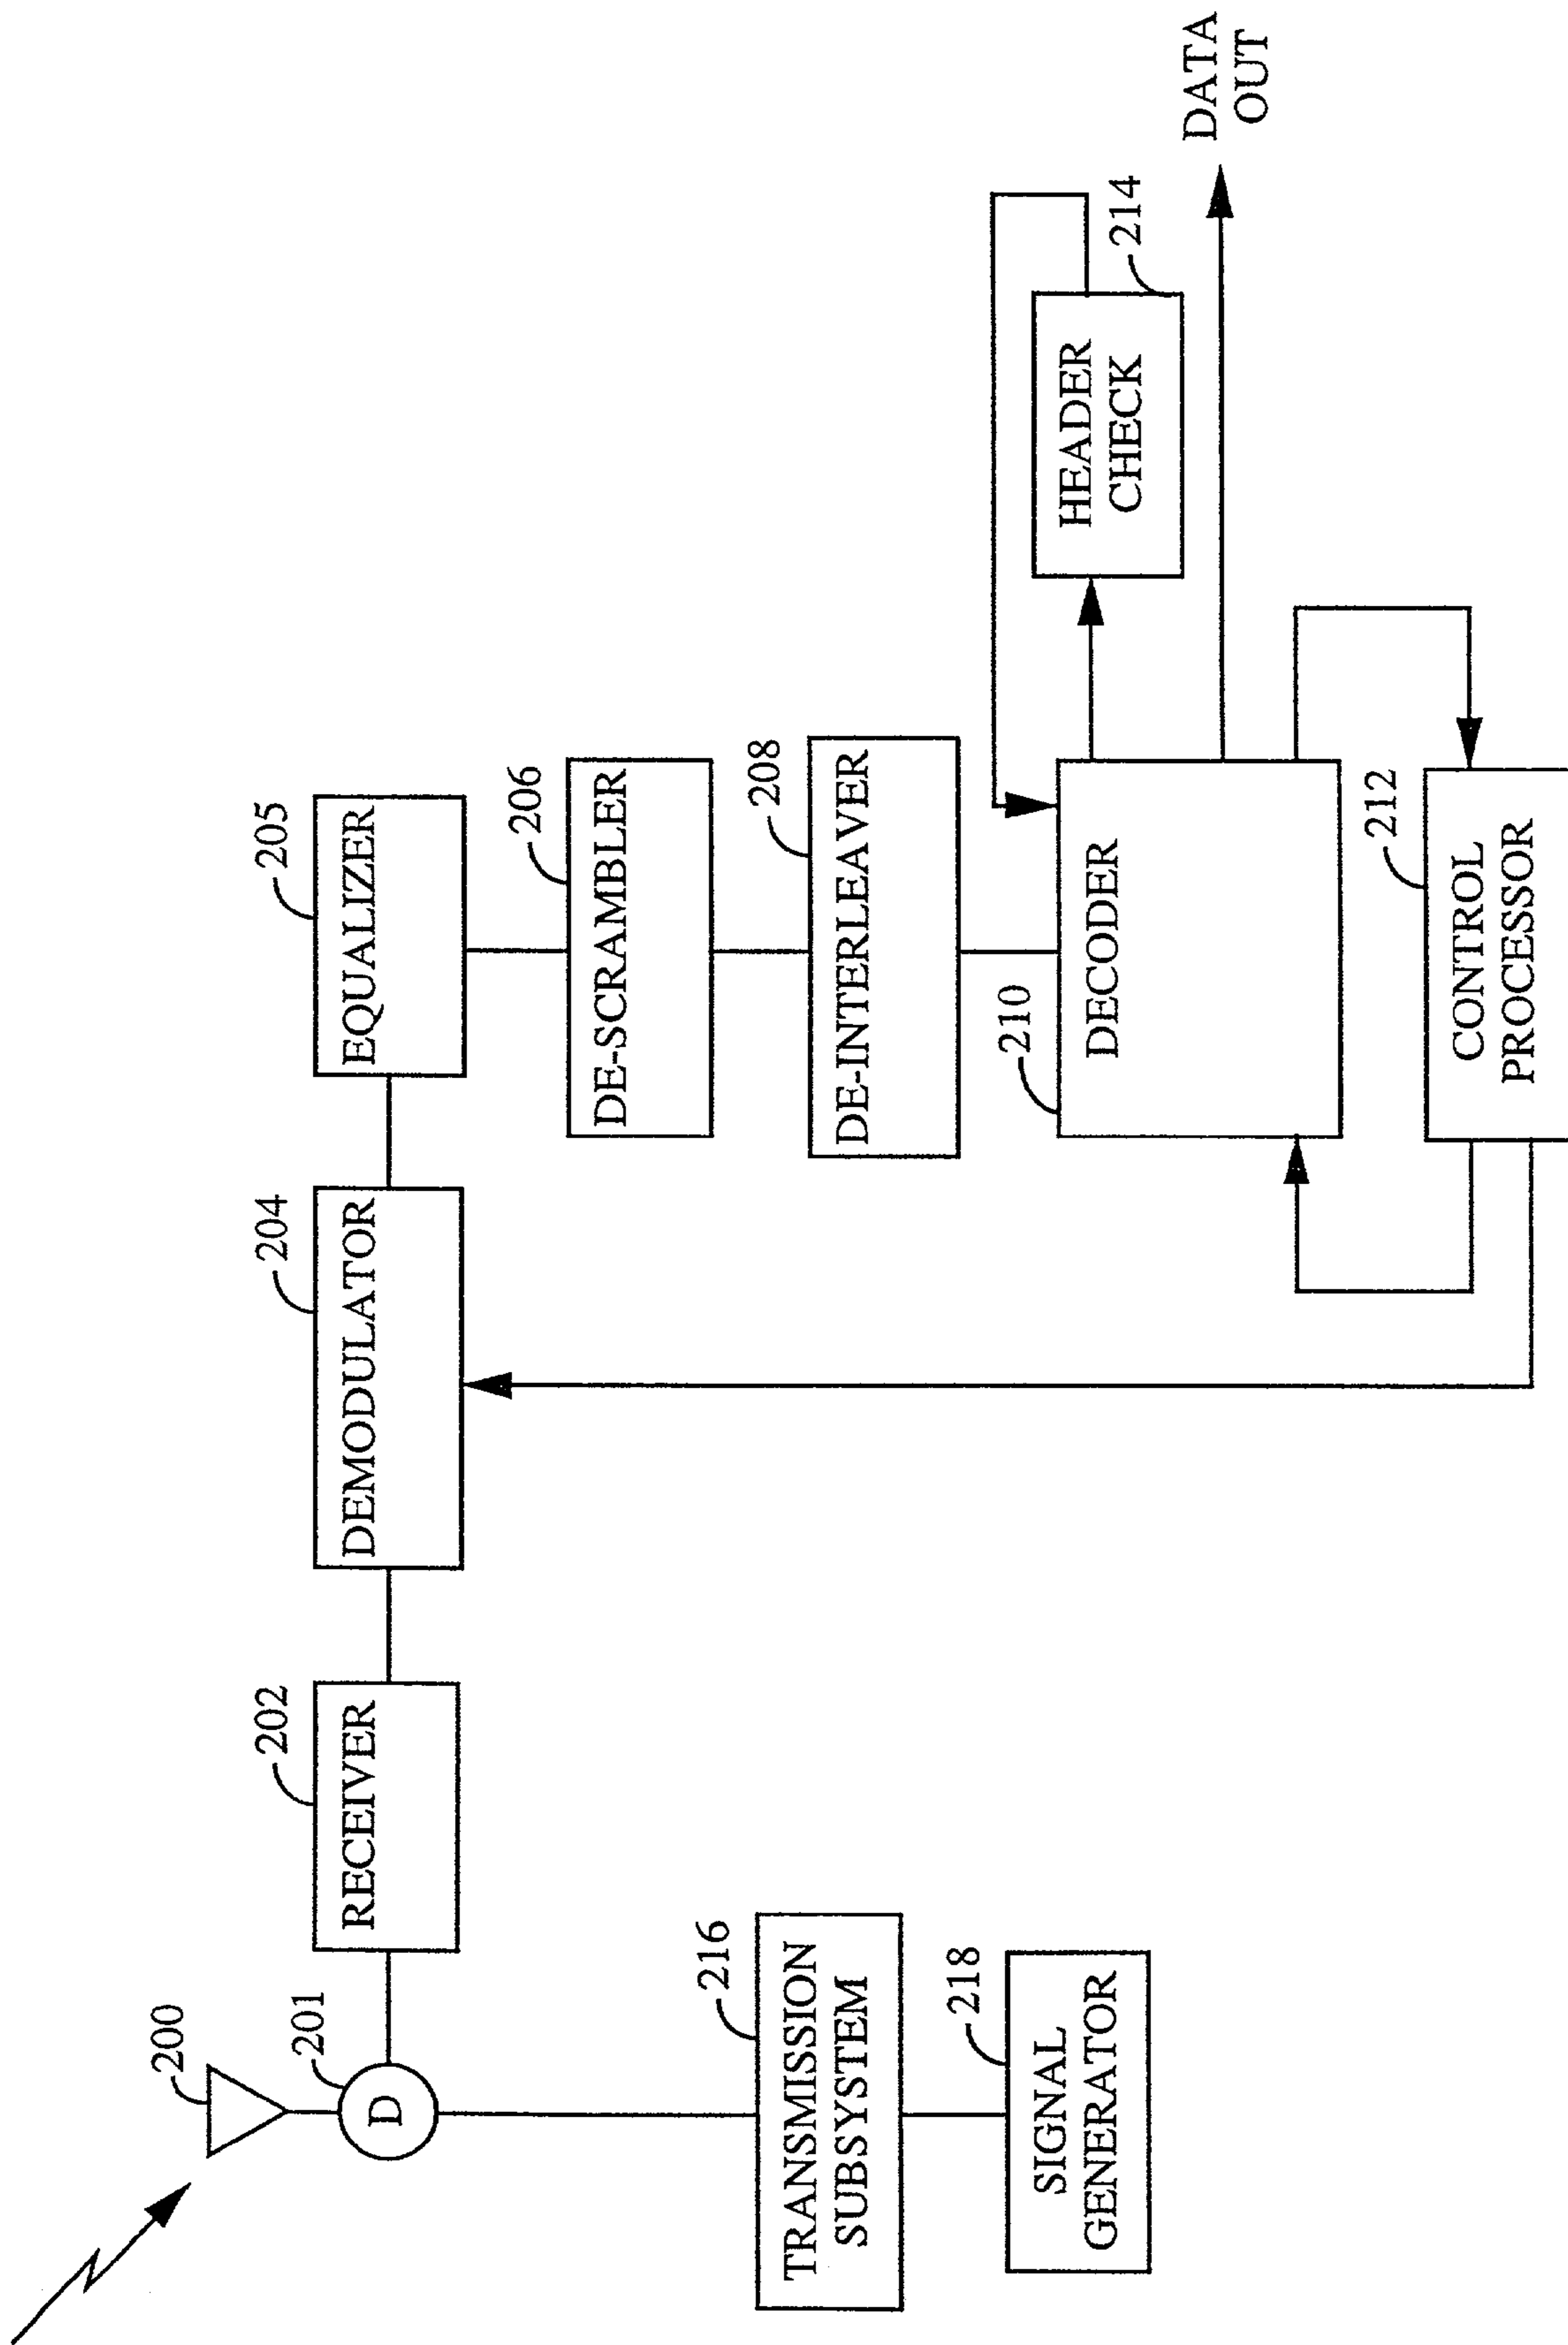 200
201
D
202
RECEIVER
204
DEMODULATOR
205
EQUALIZER
206
DE-SCRAMBLER
208
DE-INTERLEAVER
210
DECODER
214
HEADER
CHECK
DATA
OUT
212
CONTROL
PROCESSOR
216
TRANSMISSION
SUBSYSTEM
218
SIGNAL
GENERATOR